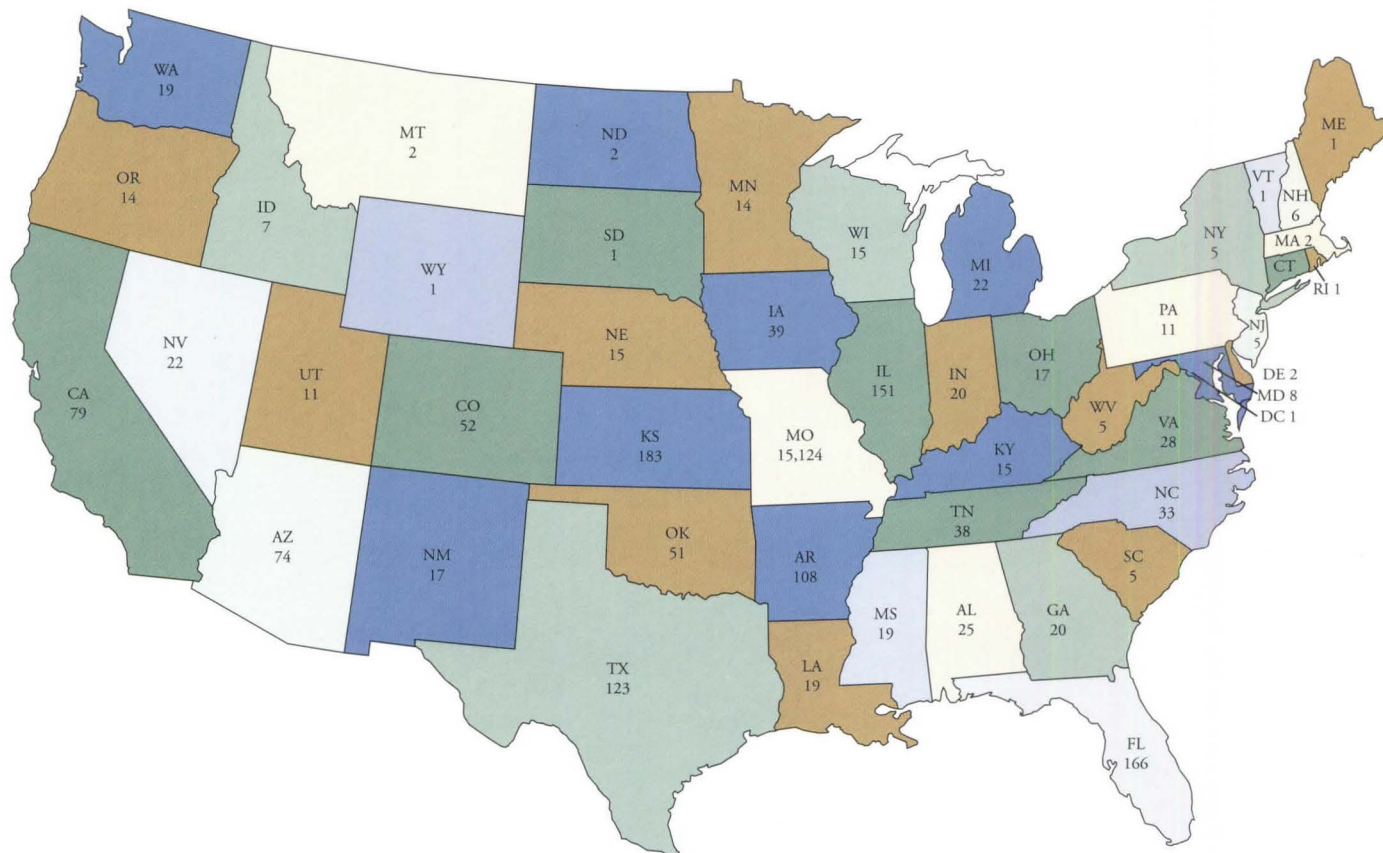 WA
19
OR
14
CA
79
NV
22
ID
7
MT
2
WY
1
UT
11
AZ
74
CO
52
NM
17
ND
2
SD
1
NE
15
KS
183
OK
51
TX
123
MN
14
IA
39
MO
15,124
AR
108
LA
19
WI
15
IL
151
MI
22
IN
20
OH
17
KY
15
TN
38
MS
19
AL
25
GA
20
FL
166
SC
5
NC
33
VA
28
WV
5
PA
11
NY
5
VT
1
NH
6
ME
1
MA 2
CT
RI 1
NJ
5
DE 2
MD 8
DC 1